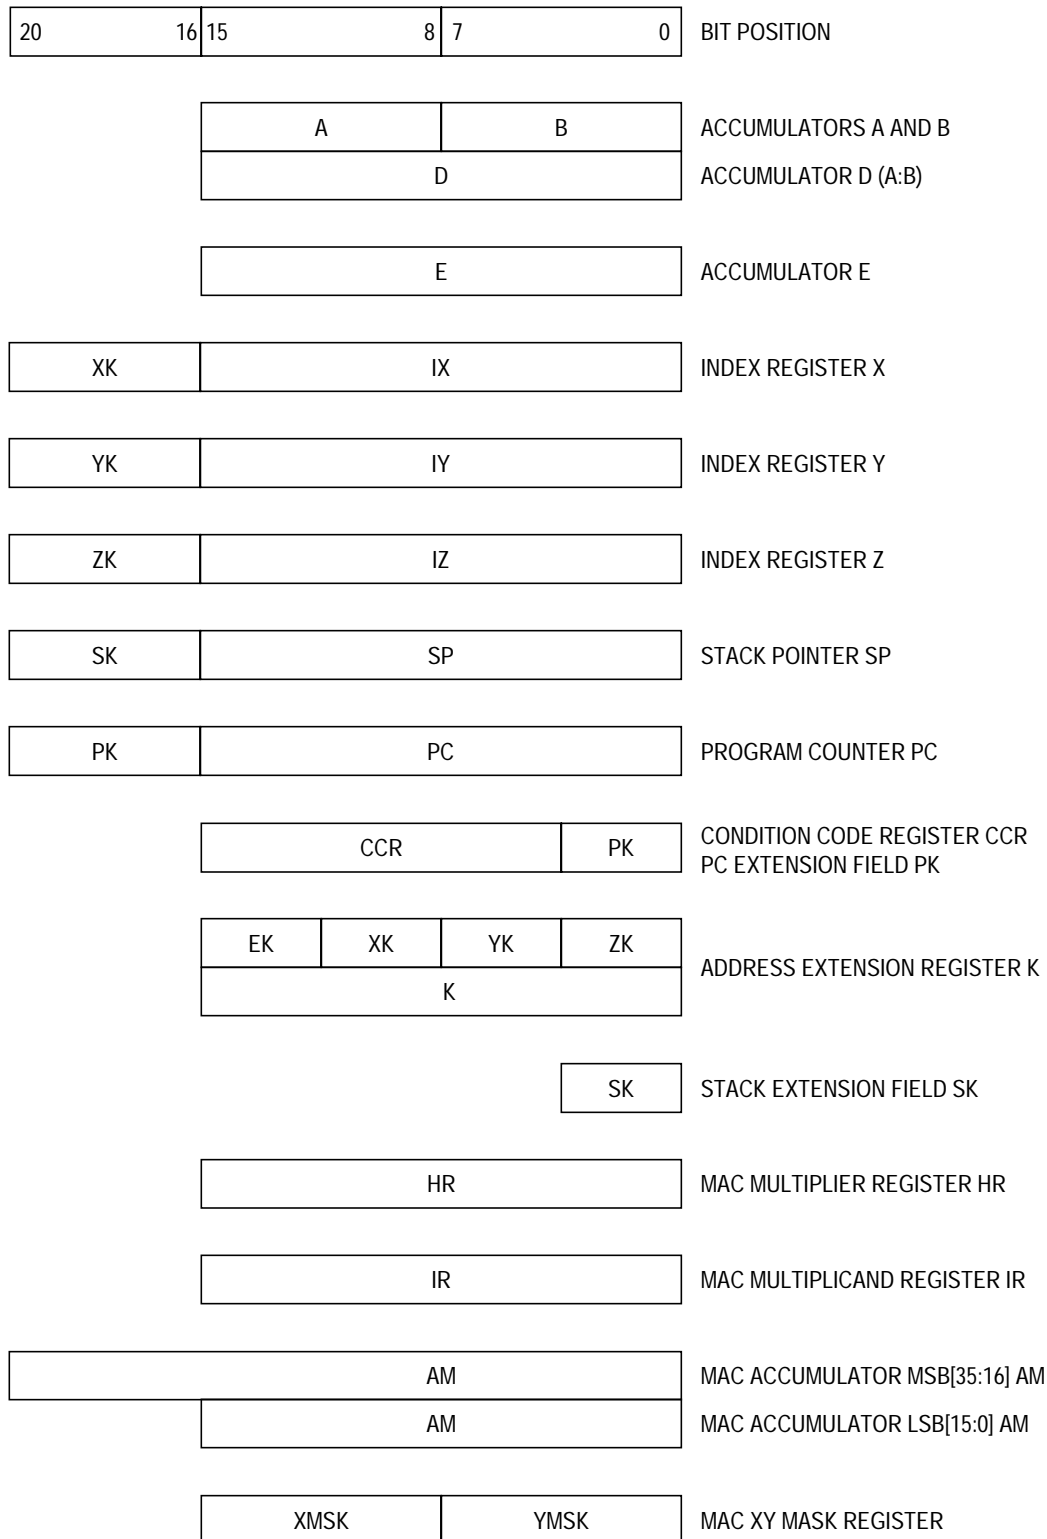 20 16 15 8 7 0 BIT POSITION
A B ACCUMULATORS A AND B
D ACCUMULATOR D (A:B)
E ACCUMULATOR E
XK IX INDEX REGISTER X
YK IY INDEX REGISTER Y
ZK IZ INDEX REGISTER Z
SK SP STACK POINTER SP
PK PC PROGRAM COUNTER PC
CCR PK CONDITION CODE REGISTER CCR
PC EXTENSION FIELD PK
EK XK YK ZK
ADDRESS EXTENSION REGISTER K
K
SK STACK EXTENSION FIELD SK
HR MAC MULTIPLIER REGISTER HR
IR MAC MULTIPLICAND REGISTER IR
AM MAC ACCUMULATOR MSB[35:16] AM
AM MAC ACCUMULATOR LSB[15:0] AM
XMSK YMSK MAC XY MASK REGISTER